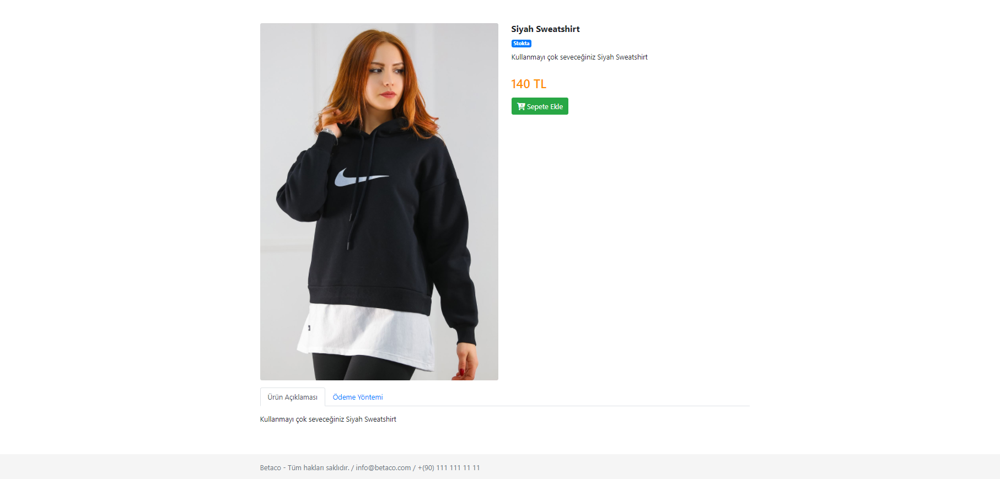 Siyah Sweatshirt
Stokta
Kullanmayı çok seveceğiniz Siyah Sweatshirt
140 TL
Sepete Ekle
Ürün Açıklaması
Ödeme Yöntemi
Kullanmayı çok seveceğiniz Siyah Sweatshirt
Betaco - Tüm hakları saklıdır. / info@betaco.com / +(90) 111 111 11 11